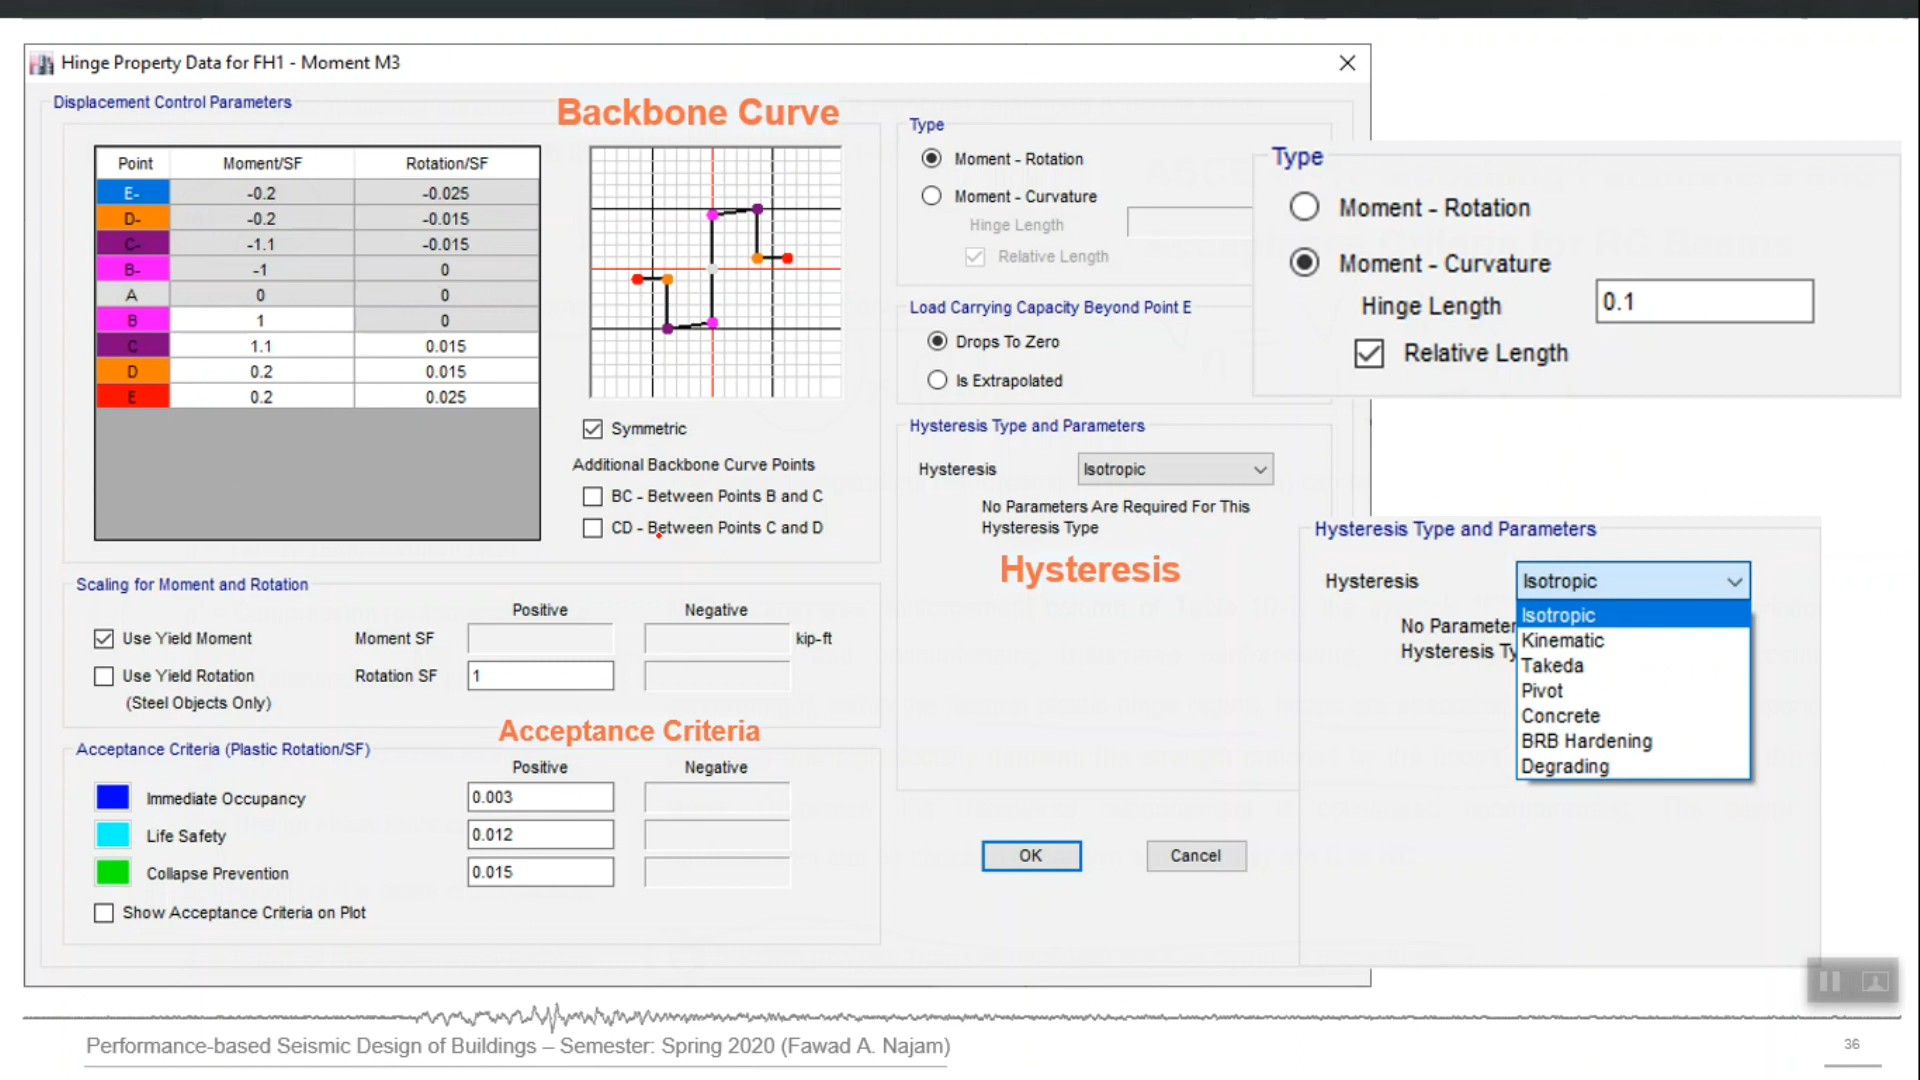 Hinge Property Data for FH1 - Moment M3
Displacement Control Parameters
Backbone Curve
Point Moment/SF Rotation/SF
E- -0.2 -0.025
D- -0.2 -0.015
C- -1.1 -0.015
B- -1 0
A 0 0
B 1 0
C 1.1 0.015
D 0.2 0.015
E 0.2 0.025
Symmetric
Additional Backbone Curve Points
BC - Between Points B and C
CD - Between Points C and D
Type
Moment - Rotation
Moment - Curvature
Hinge Length
Relative Length
Type
Moment - Rotation
Moment - Curvature
Hinge Length 0.1
Relative Length
Load Carrying Capacity Beyond Point E
Drops To Zero
Is Extrapolated
Hysteresis Type and Parameters
Hysteresis Isotropic
No Parameters Are Required For This
Hysteresis Type
Hysteresis
Hysteresis Type and Parameters
Hysteresis Isotropic
No Parameter
Hysteresis Ty
Isotropic
Kinematic
Takeda
Pivot
Concrete
BRB Hardening
Degrading
Scaling for Moment and Rotation
Positive Negative
Use Yield Moment Moment SF kip-ft
Use Yield Rotation Rotation SF 1
(Steel Objects Only)
Acceptance Criteria
Acceptance Criteria (Plastic Rotation/SF)
Positive Negative
Immediate Occupancy 0.003
Life Safety 0.012
Collapse Prevention 0.015
Show Acceptance Criteria on Plot
OK Cancel
Performance-based Seismic Design of Buildings – Semester: Spring 2020 (Fawad A. Najam)
36